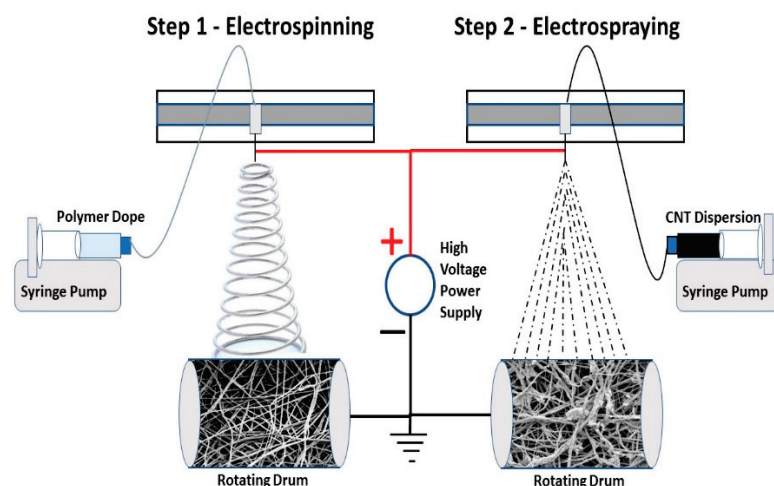 Step 1 - Electrospinning
Step 2 - Electrospraying
Polymer Dope
Syringe Pump
+
High
Voltage
Power
Supply
−
CNT Dispersion
Syringe Pump
Rotating Drum
Rotating Drum